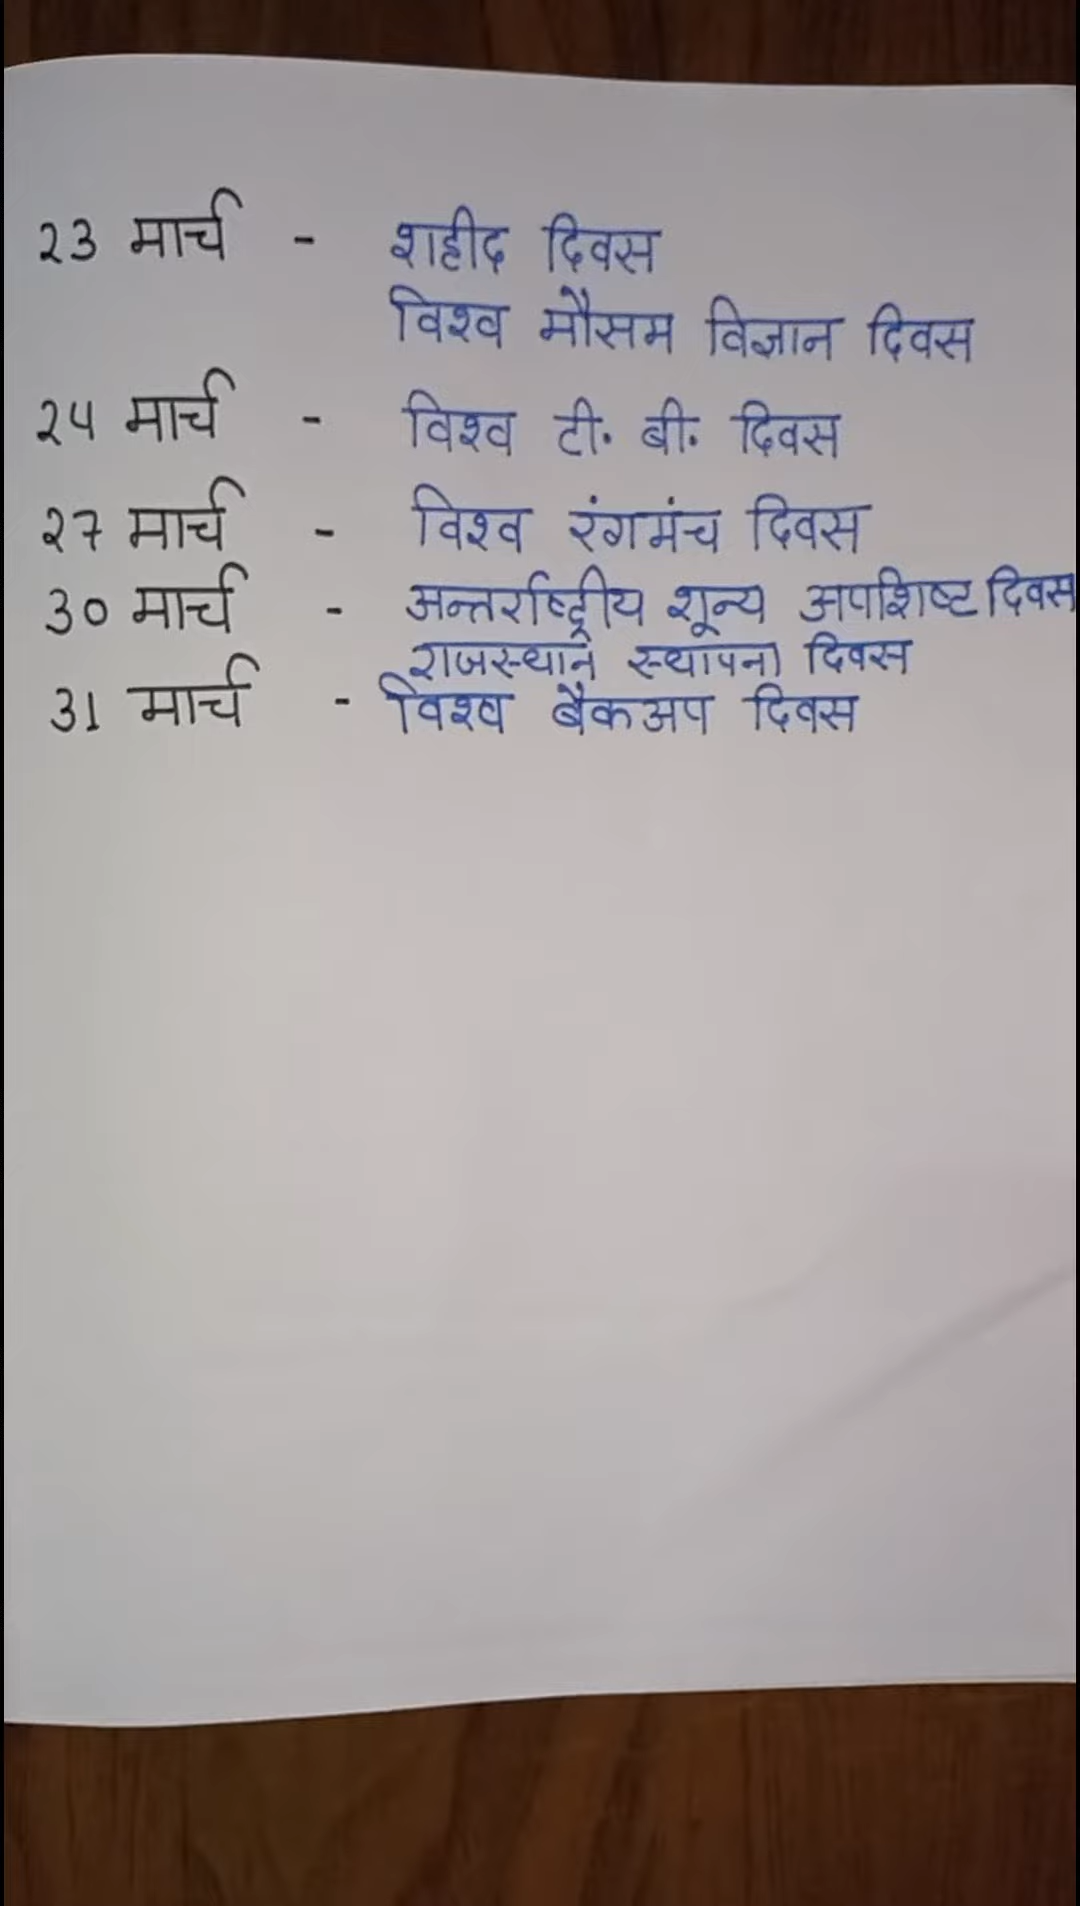 23 मार्च - शहीद दिवस
विश्व मौसम विज्ञान दिवस
24 मार्च - विश्व टी. बी. दिवस
27 मार्च - विश्व रंगमंच दिवस
30 मार्च - अन्तर्राष्ट्रीय शून्य अपशिष्ट दिवस
राजस्थान स्थापना दिवस
31 मार्च - विश्व बैकअप दिवस